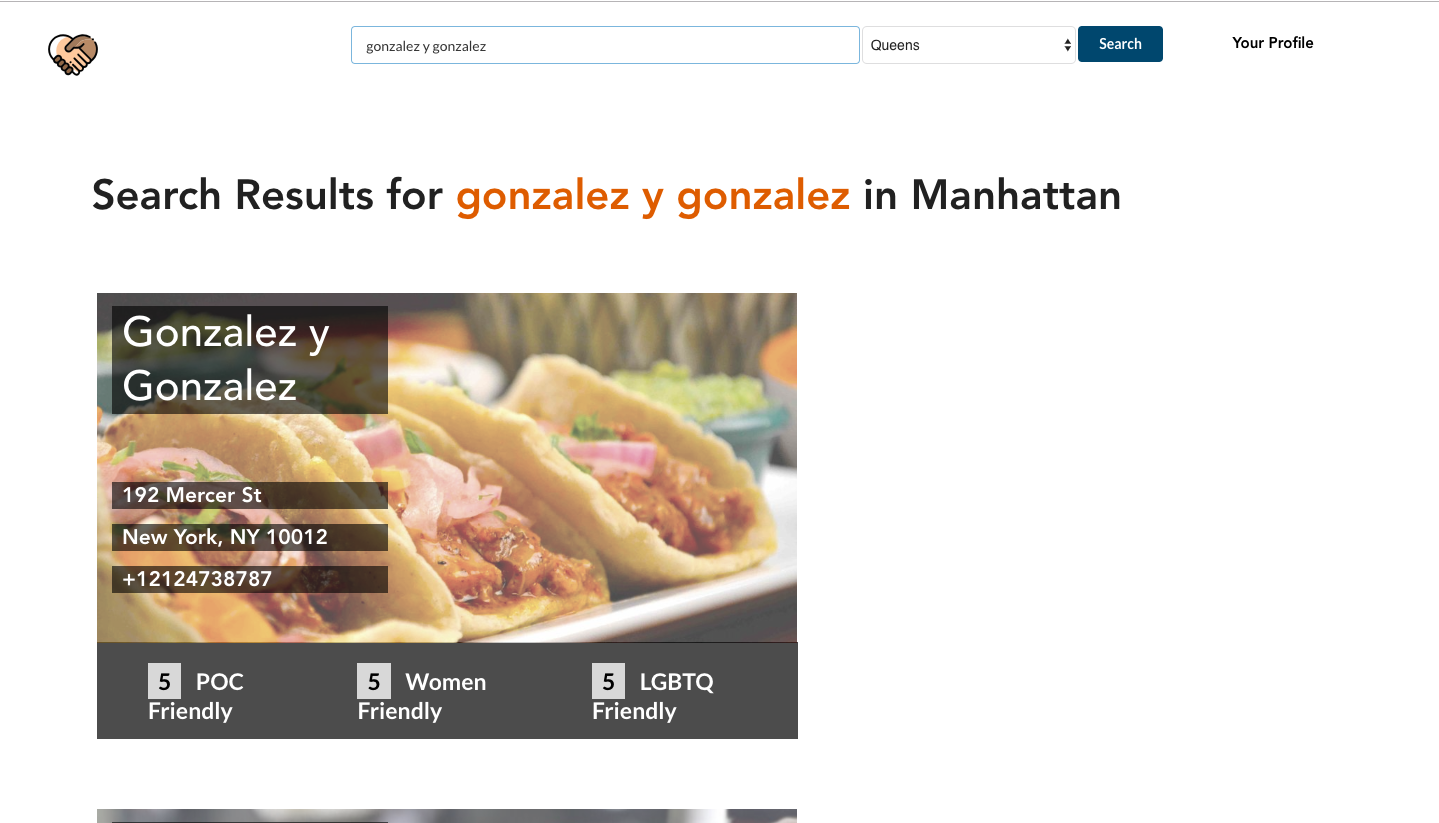 gonzalez y gonzalez
Queens
Search
Your Profile
Search Results for gonzalez y gonzalez in Manhattan
Gonzalez y
Gonzalez
192 Mercer St
New York, NY 10012
+12124738787
5 POC
Friendly
5 Women
Friendly
5 LGBTQ
Friendly